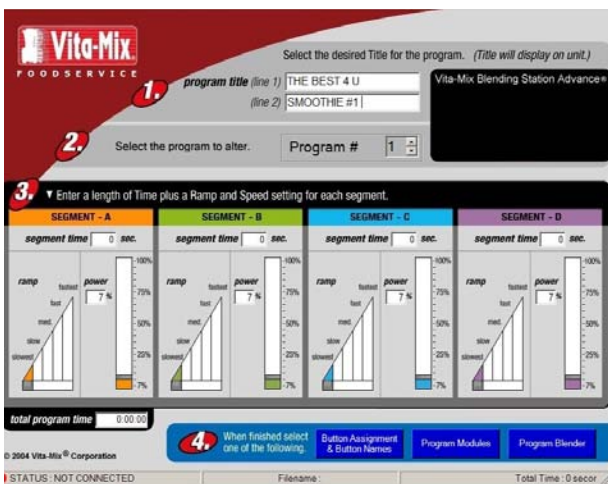 Vita-Mix®
FOODSERVICE
Select the desired Title for the program. (Title will display on unit.)
1.
program title (line 1) THE BEST 4 U
(line 2) SMOOTHIE #1
Vita-Mix Blending Station Advance®
2.
Select the program to alter.
Program # 1
3.
▼ Enter a length of Time plus a Ramp and Speed setting for each segment.
SEGMENT - A
segment time 0 sec.
ramp
fastest
fast
med.
slow
slowest
power
7 %
100%
75%
50%
25%
7%
SEGMENT - B
segment time 0 sec.
ramp
fastest
fast
med.
slow
slowest
power
7 %
100%
75%
50%
25%
7%
SEGMENT - C
segment time 0 sec.
ramp
fastest
fast
med.
slow
slowest
power
7 %
100%
75%
50%
25%
7%
SEGMENT - D
segment time 0 sec.
ramp
fastest
fast
med.
slow
slowest
power
7 %
100%
75%
50%
25%
7%
total program time 0:00:00
© 2004 Vita-Mix® Corporation
4.
When finished select
one of the following.
Button Assignment
& Button Names
Program Modules
Program Blender
STATUS : NOT CONNECTED
Filename :
Total Time : 0 secor